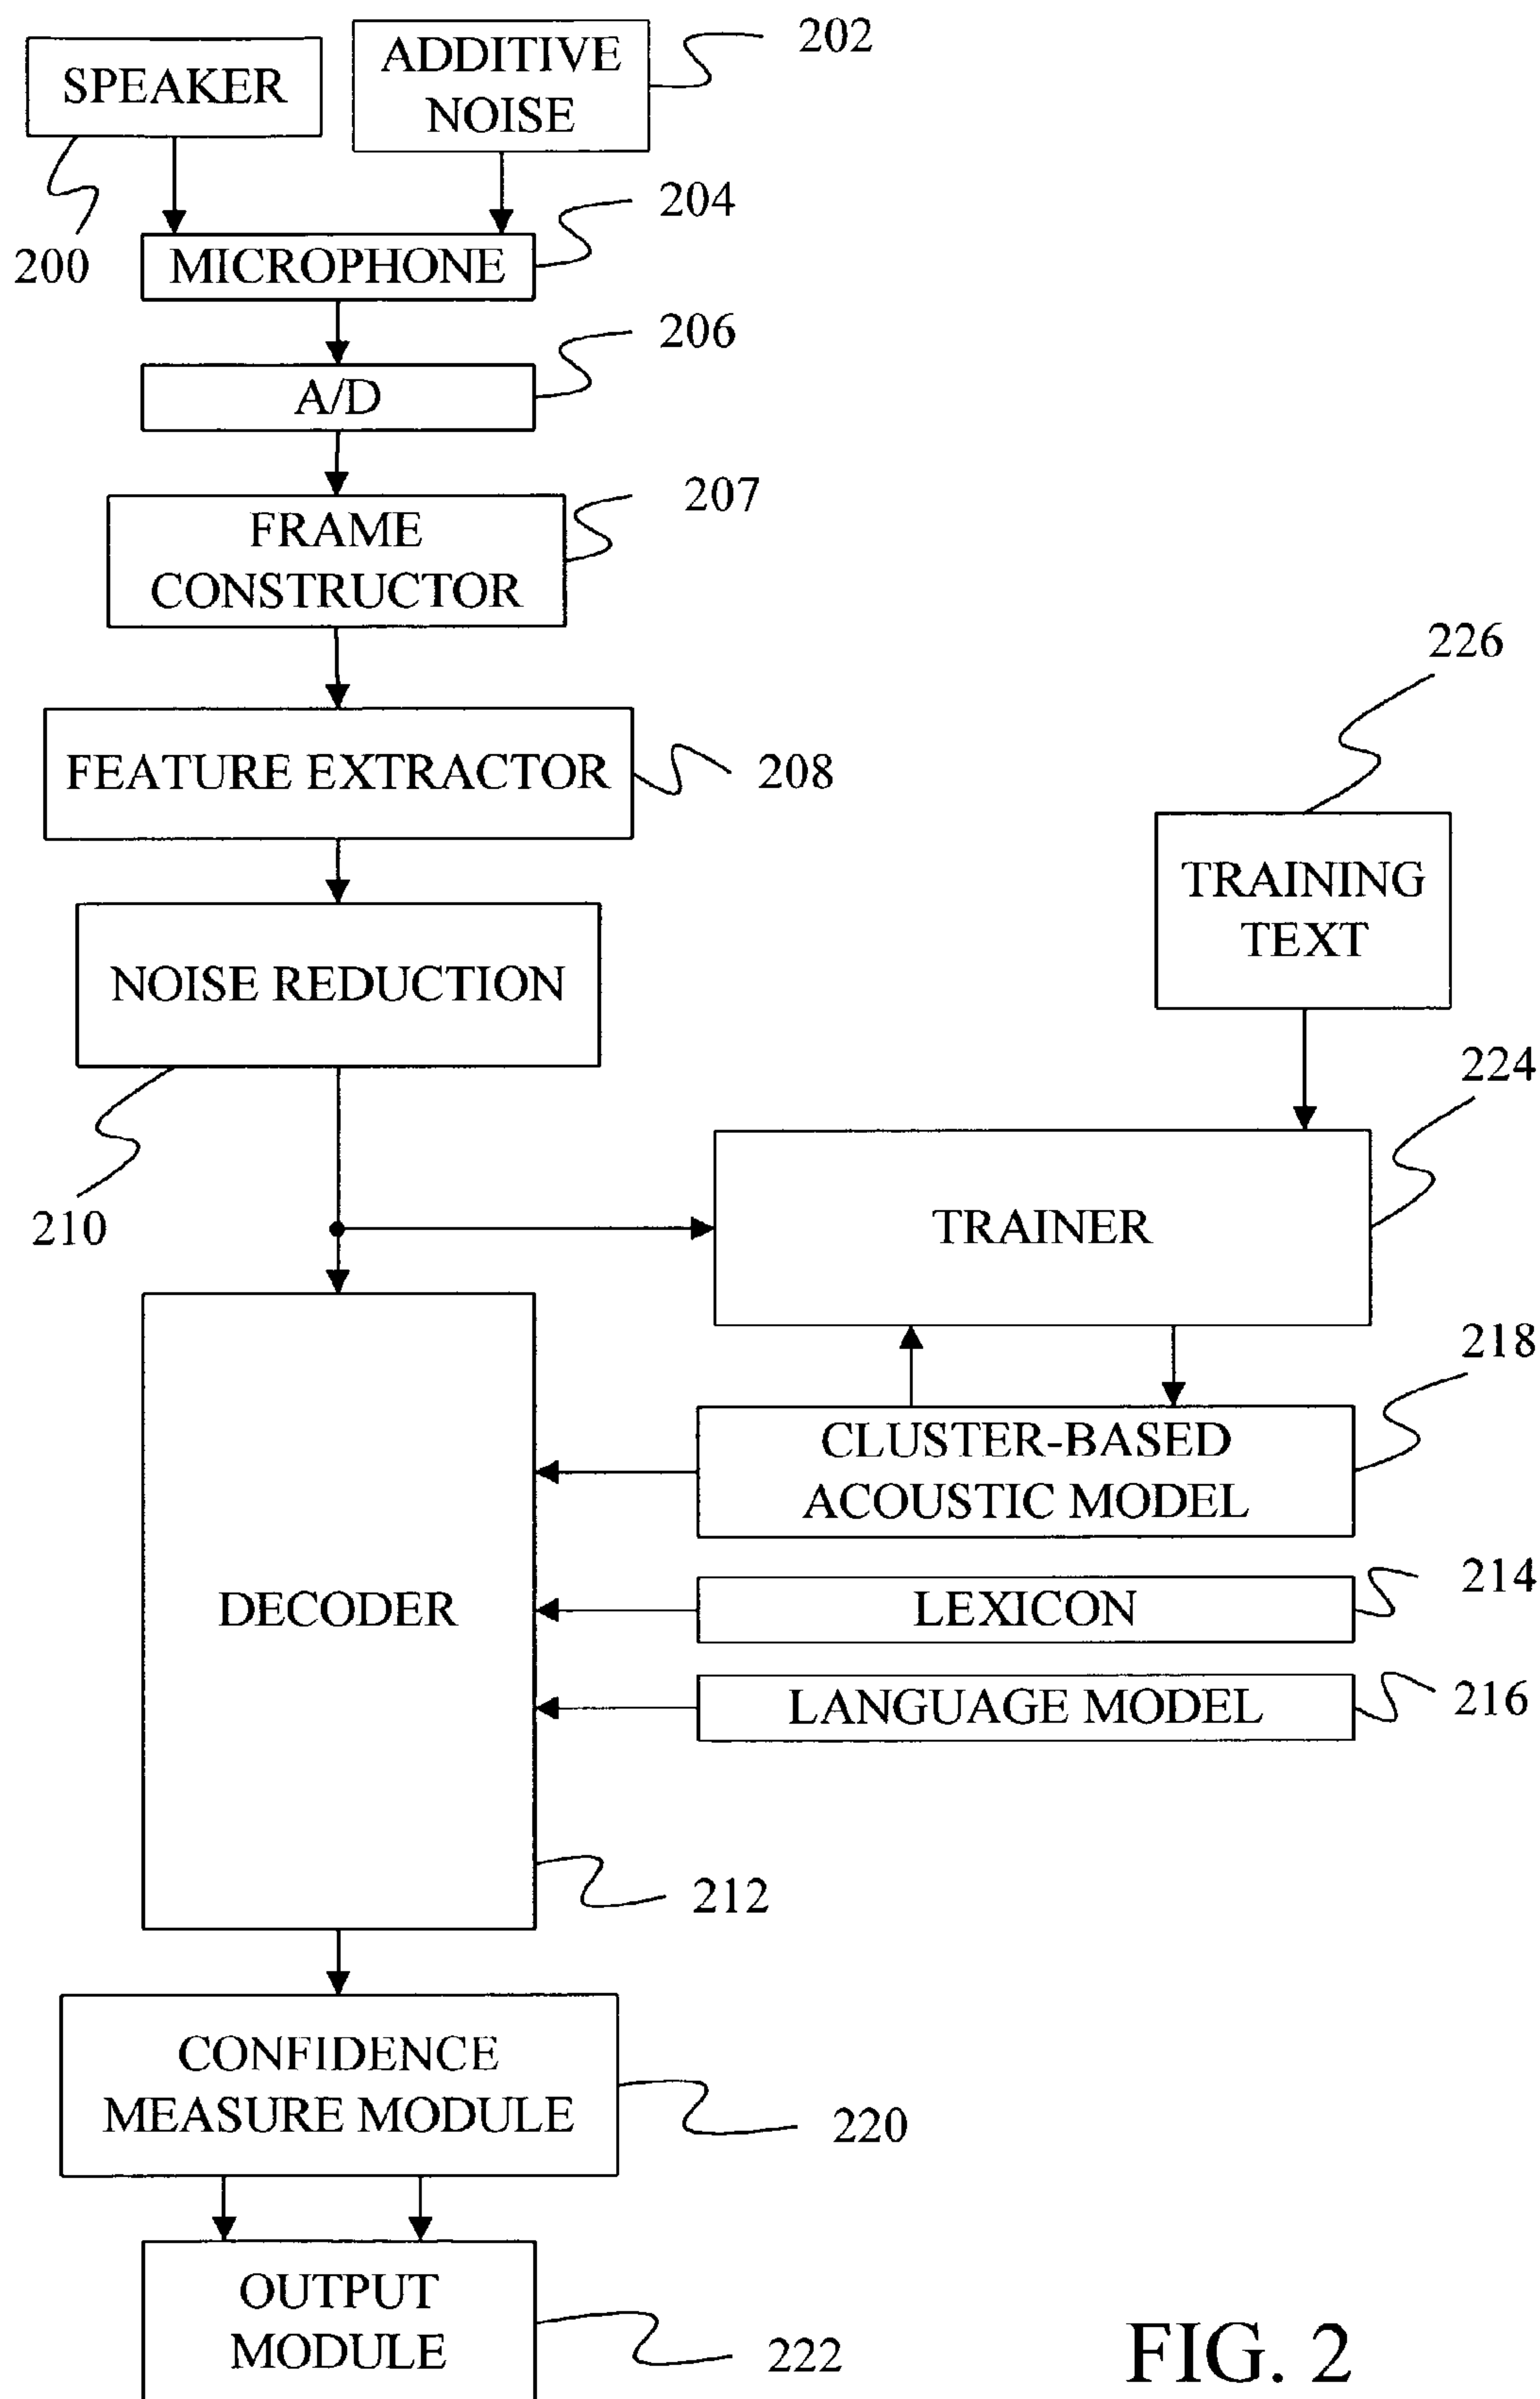 SPEAKER
200
ADDITIVE
NOISE
202
MICROPHONE
204
A/D
206
FRAME
CONSTRUCTOR
207
FEATURE EXTRACTOR
208
NOISE REDUCTION
210
226
TRAINING
TEXT
224
TRAINER
218
CLUSTER-BASED
ACOUSTIC MODEL
DECODER
LEXICON
214
LANGUAGE MODEL
216
212
CONFIDENCE
MEASURE MODULE
220
OUTPUT
MODULE
222
FIG. 2